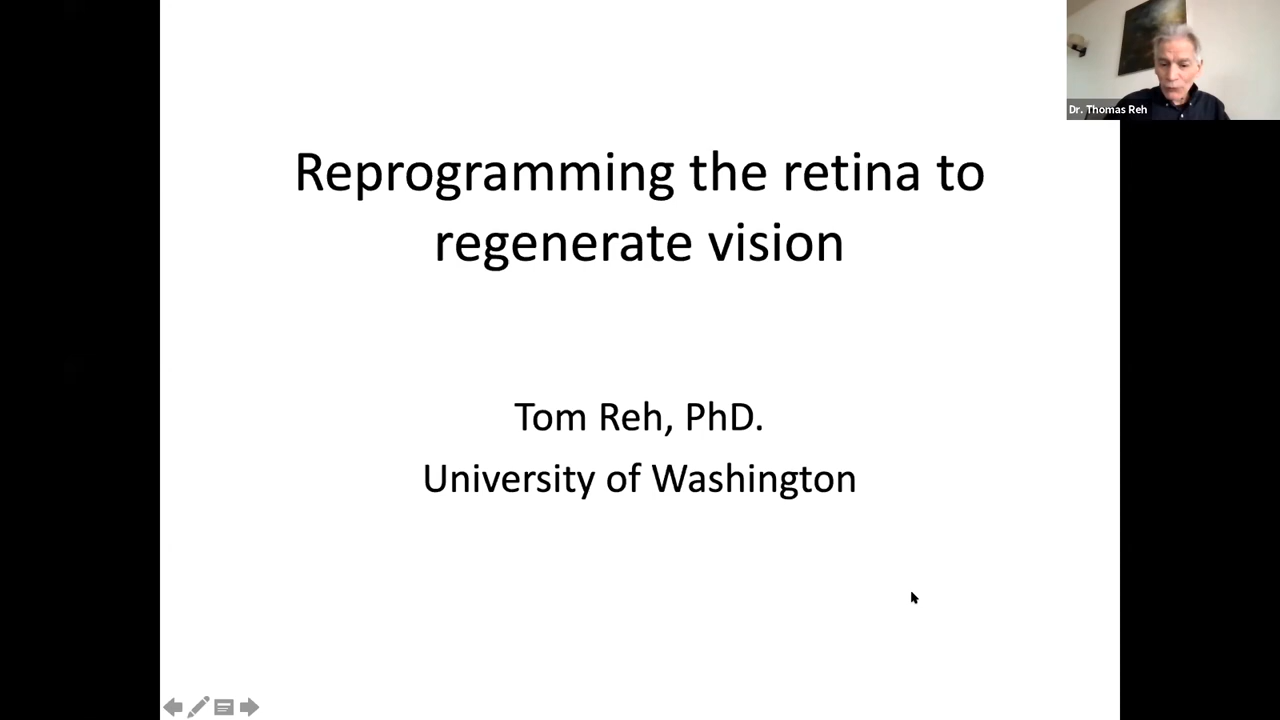 Dr. Thomas Reh
Reprogramming the retina to
regenerate vision
Tom Reh, PhD.
University of Washington